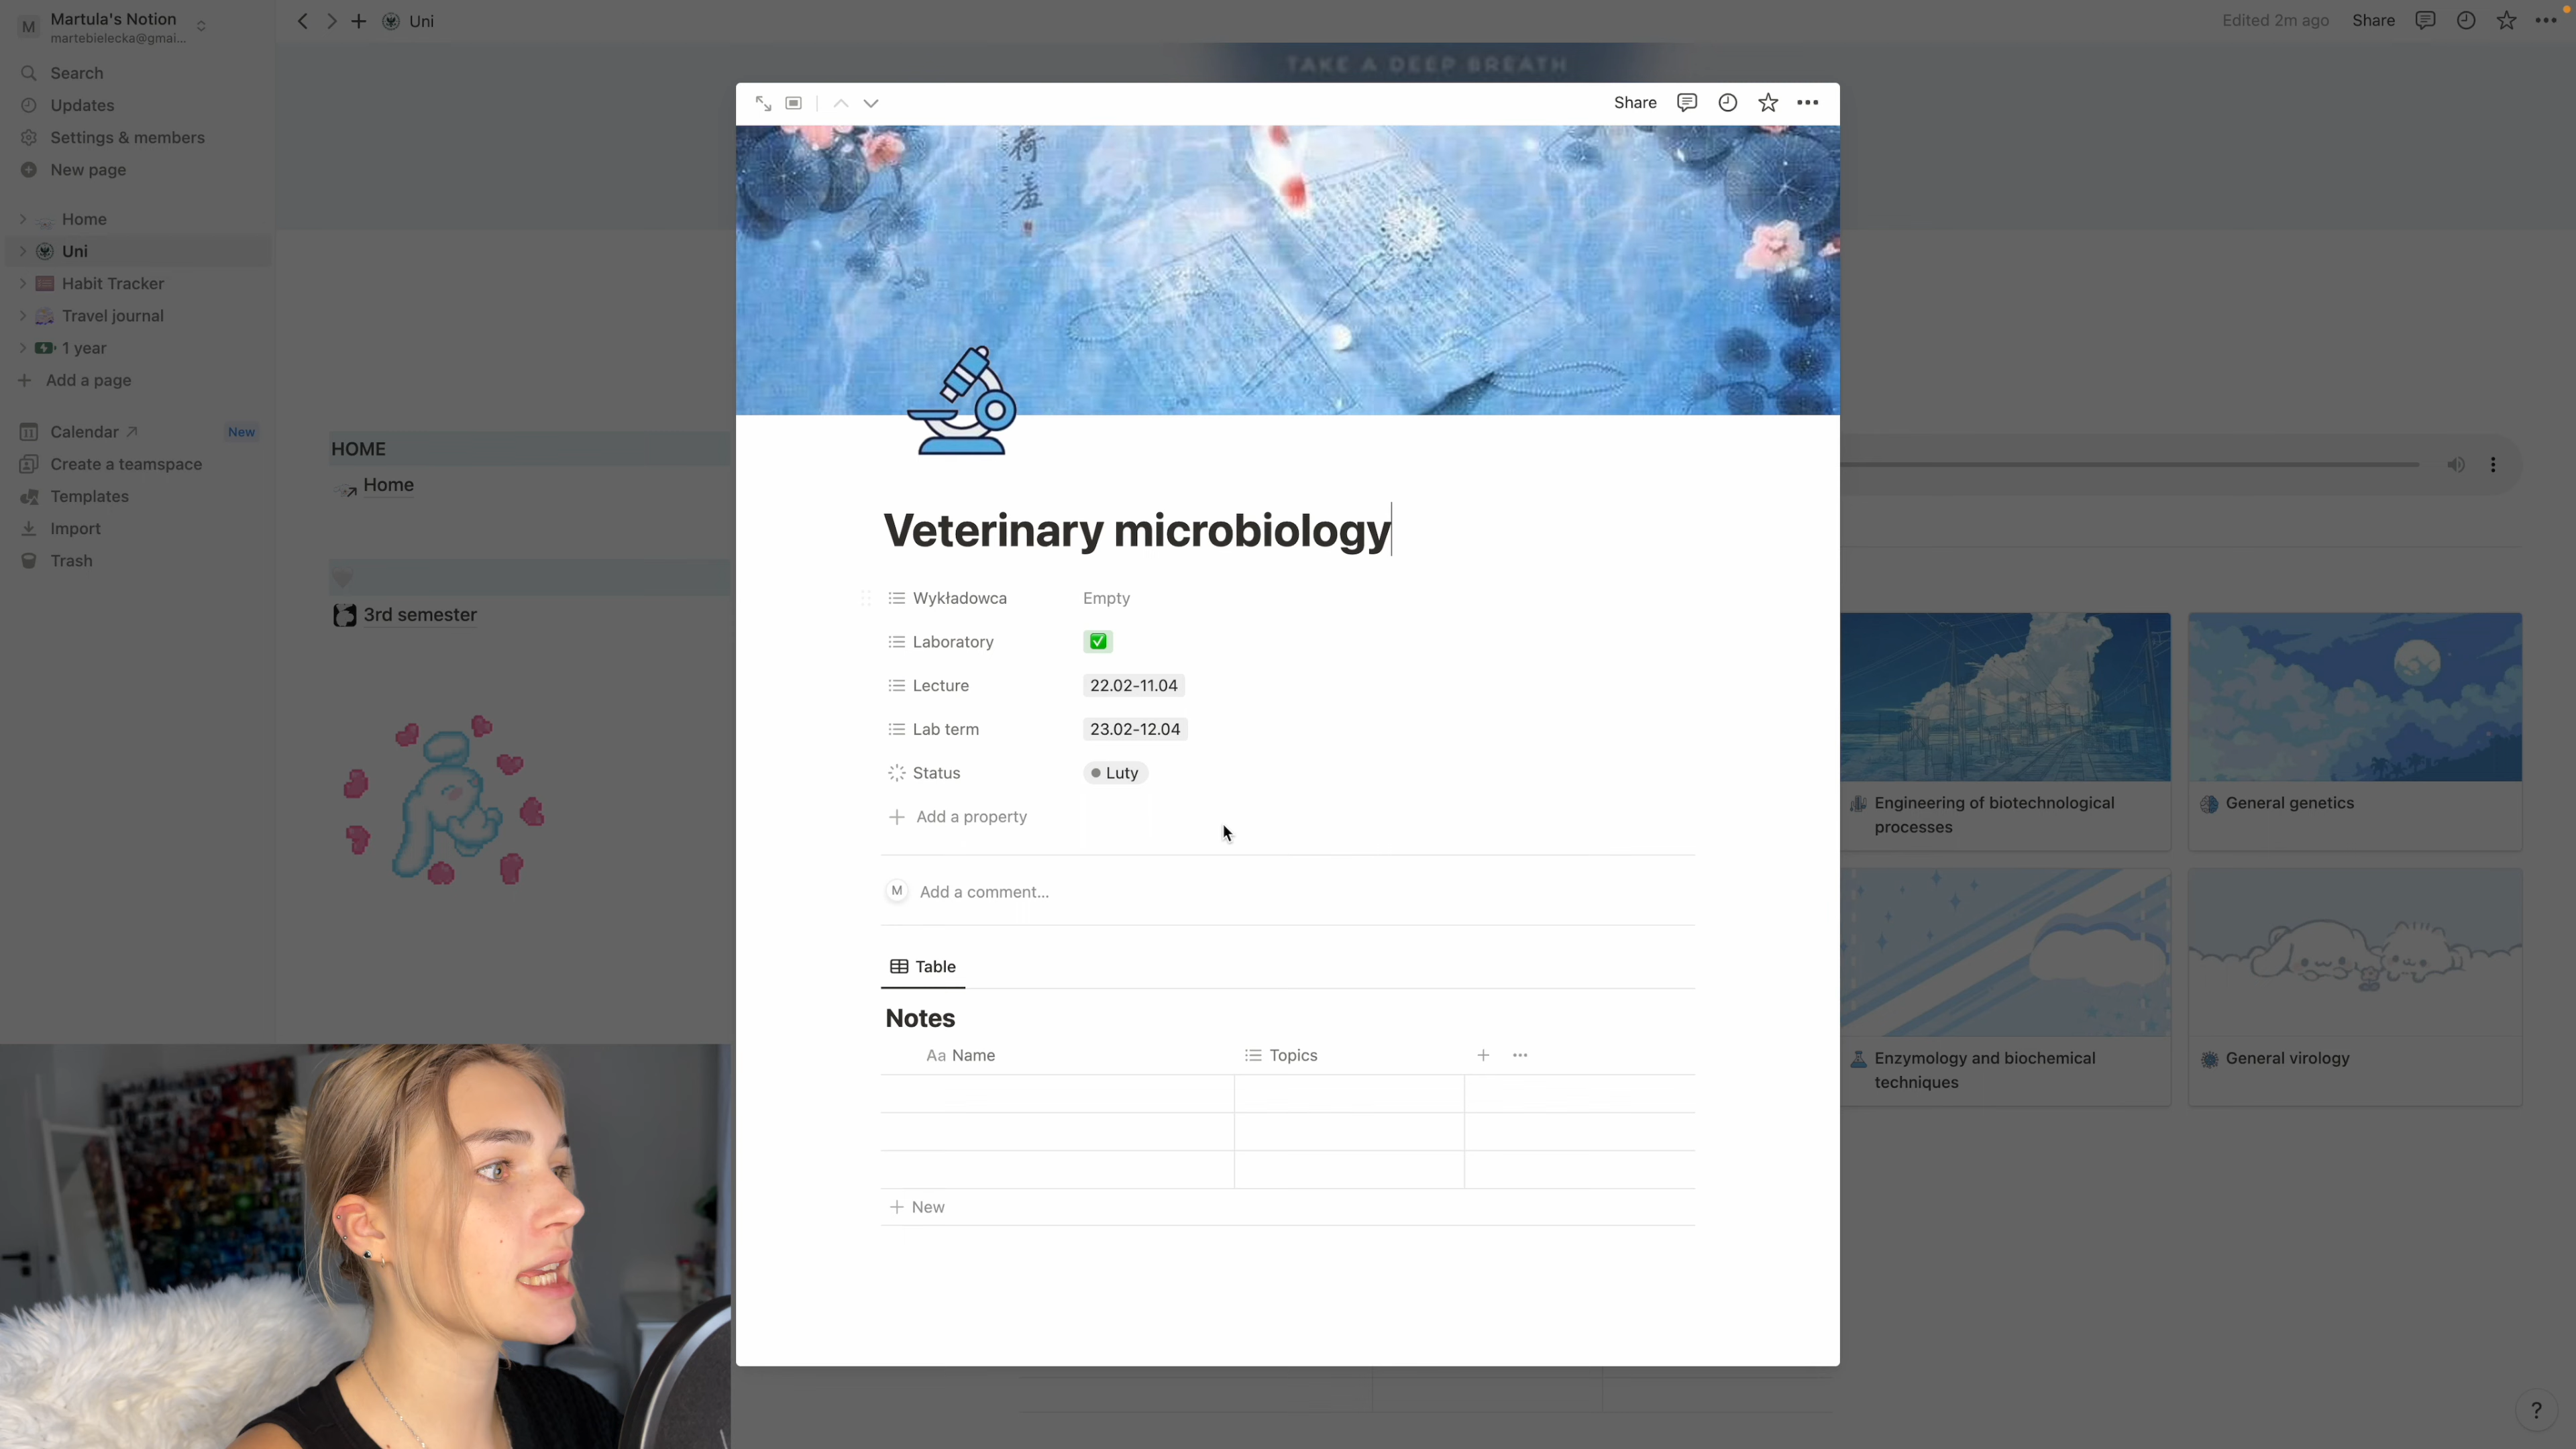 M
Martula's Notion
martebielecka@gmai...
Search
Updates
Settings & members
New page
Home
Uni
Habit Tracker
Travel journal
1 year
Add a page
Calendar ↗ New
Create a teamspace
Templates
Import
Trash
Uni
Edited 2m ago Share
TAKE A DEEP BREATH
HOME
Home
3rd semester
Share
荷
羞
Veterinary microbiology
Wykładowca Empty
Laboratory ✅
Lecture 22.02-11.04
Lab term 23.02-12.04
Status Luty
Add a property
M Add a comment...
Table
Notes
Aa Name Topics
New
Engineering of biotechnological
processes
General genetics
Enzymology and biochemical
techniques
General virology
?